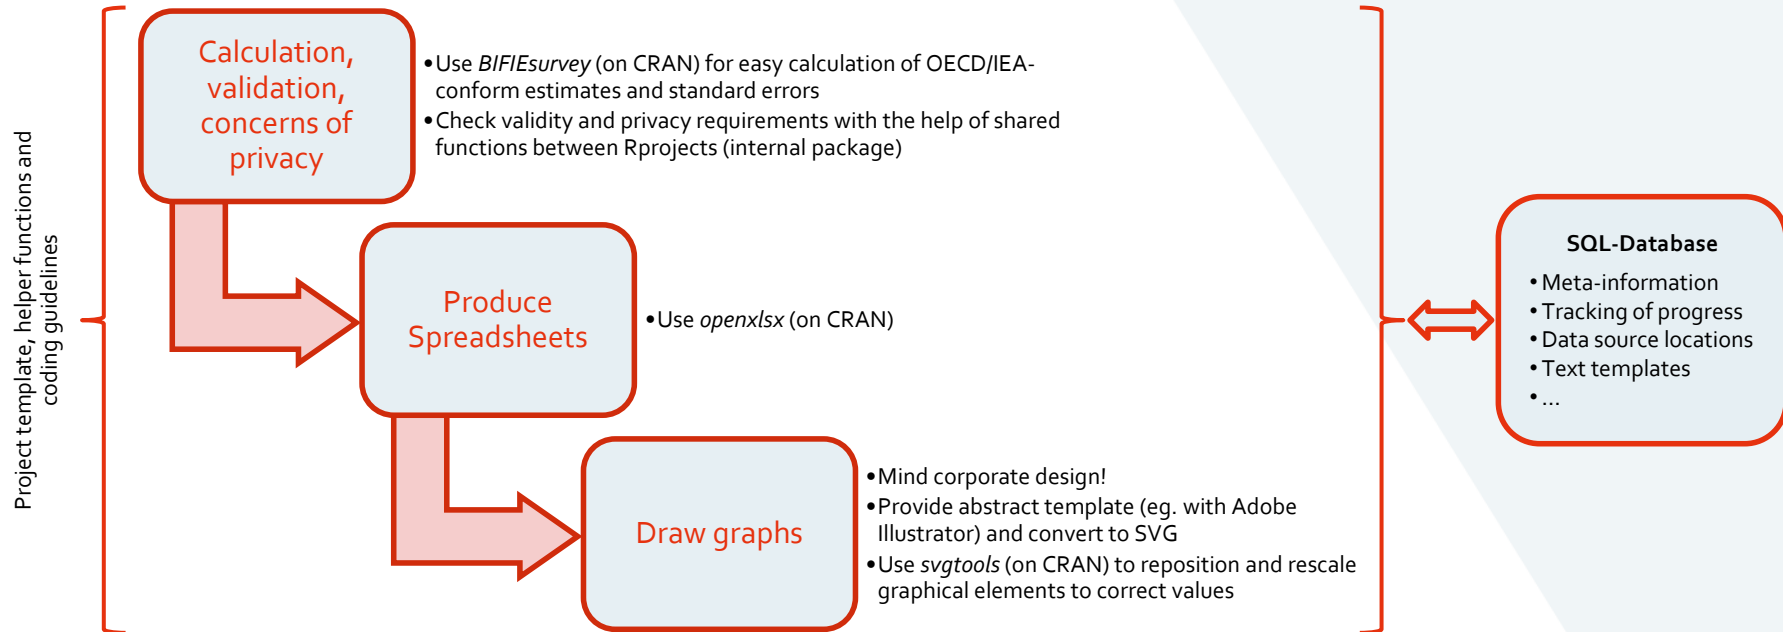 Project template, helper functions and
coding guidelines
Calculation,
validation,
concerns of
privacy
•Use BIFIEsurvey (on CRAN) for easy calculation of OECD/IEA-
conform estimates and standard errors
•Check validity and privacy requirements with the help of shared
functions between Rprojects (internal package)
Produce
Spreadsheets
•Use openxlsx (on CRAN)
Draw graphs
•Mind corporate design!
•Provide abstract template (eg. with Adobe
Illustrator) and convert to SVG
•Use svgtools (on CRAN) to reposition and rescale
graphical elements to correct values
SQL-Database
• Meta-information
• Tracking of progress
• Data source locations
• Text templates
• ...